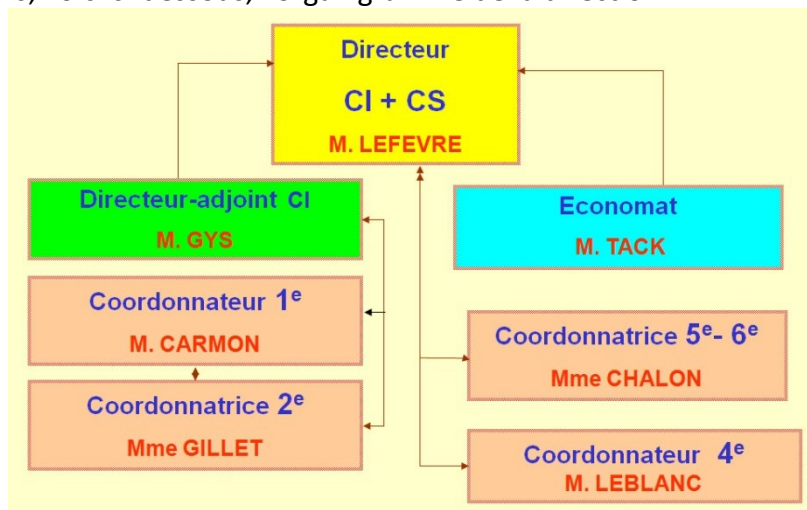 Directeur
CI + CS
M. LEFEVRE
Directeur-adjoint CI
M. GYS
Economat
M. TACK
Coordonnateur 1e
M. CARMON
Coordonnatrice 2e
Mme GILLET
Coordonnatrice 5e- 6e
Mme CHALON
Coordonnateur 4e
M. LEBLANC